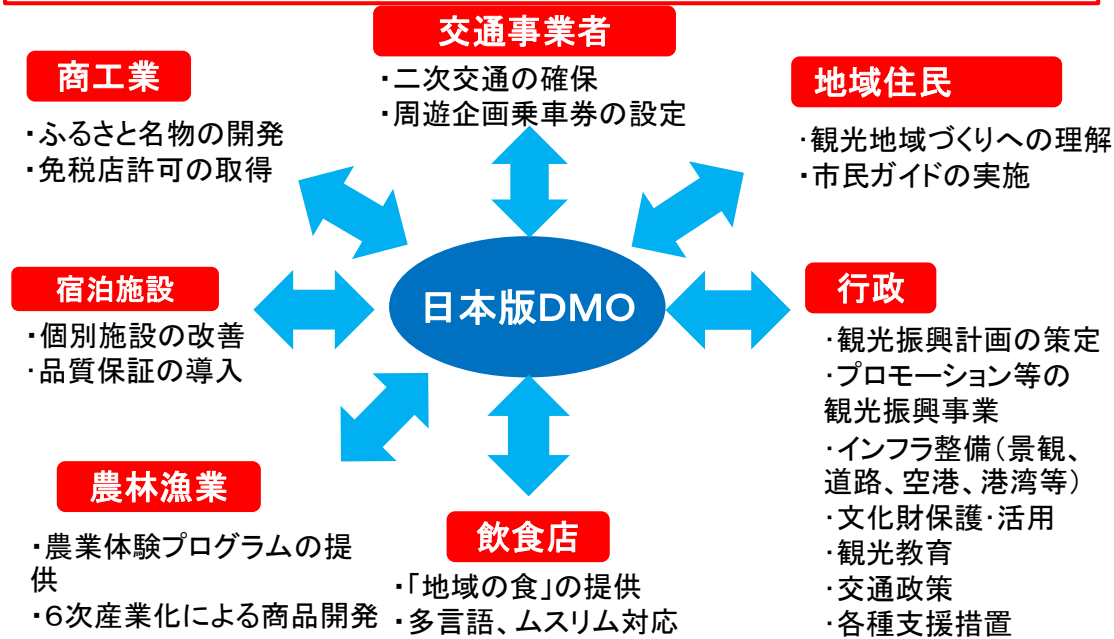 交通事業者
・二次交通の確保
・周遊企画乗車券の設定
商工業
・ふるさと名物の開発
・免税店許可の取得
地域住民
・観光地域づくりへの理解
・市民ガイドの実施
宿泊施設
・個別施設の改善
・品質保証の導入
日本版DMO
行政
・観光振興計画の策定
・プロモーション等の
観光振興事業
・インフラ整備(景観、
道路、空港、港湾等)
・文化財保護・活用
・観光教育
・交通政策
・各種支援措置
農林漁業
・農業体験プログラムの提
供
・6次産業化による商品開発
飲食店
・「地域の食」の提供
・多言語、ムスリム対応